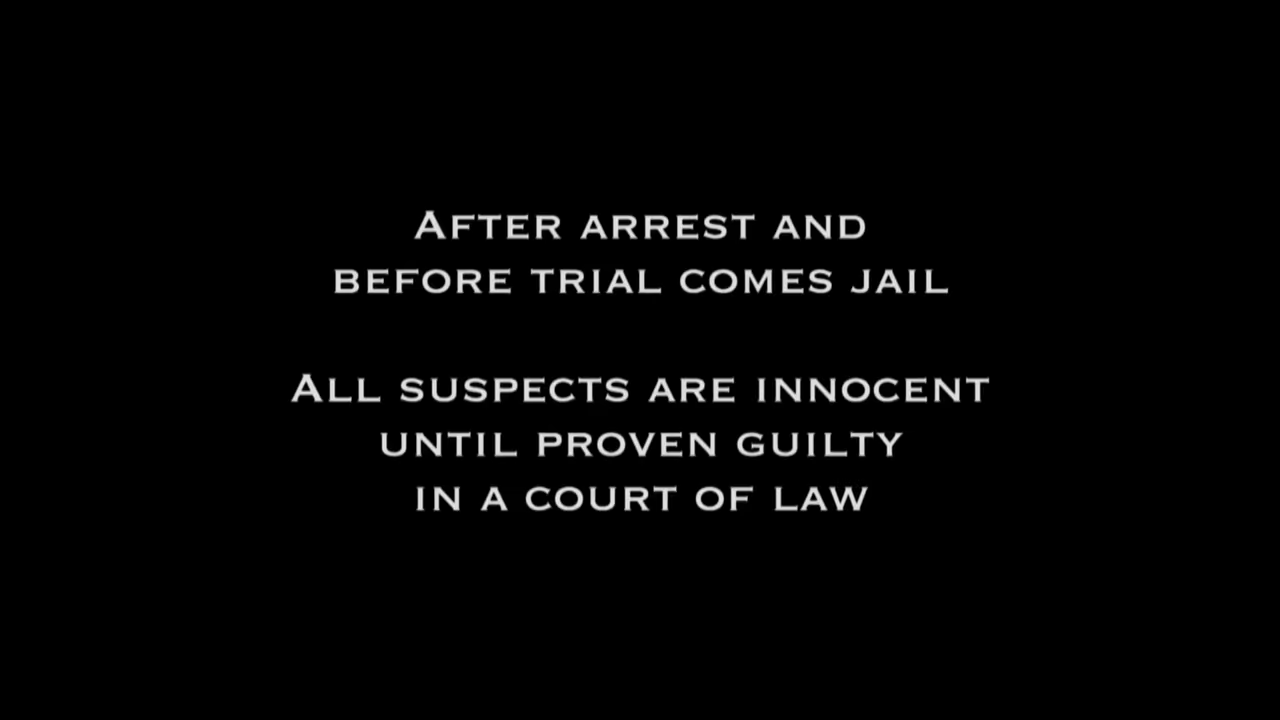 After arrest and
before trial comes jail
All suspects are innocent
until proven guilty
in a court of law